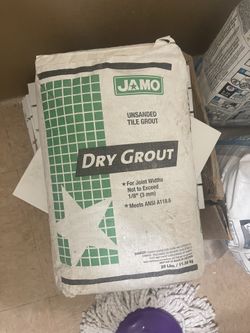 JAMO
UNSANDED
TILE GROUT
DRY GROUT
• For Joint Widths
Not to Exceed
1/8" (3 mm)
• Meets ANSI A118.6